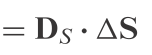 = D_S · ΔS